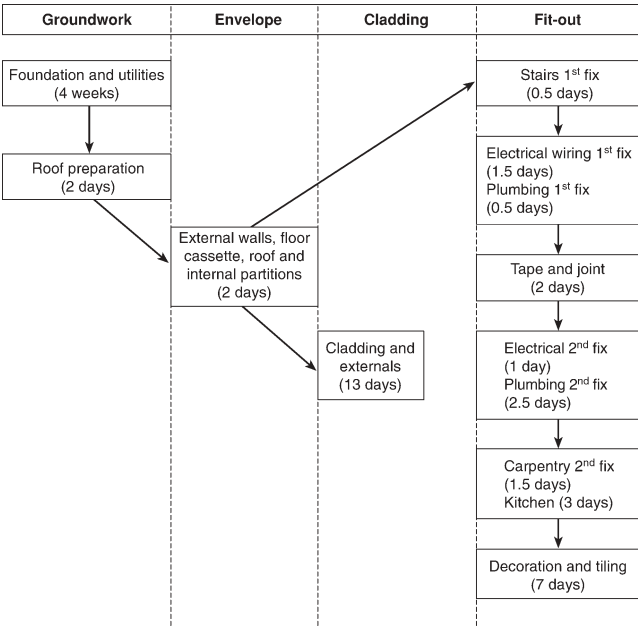 Groundwork
Envelope
Cladding
Fit-out
Foundation and utilities
(4 weeks)
Roof preparation
(2 days)
External walls, floor
cassette, roof and
internal partitions
(2 days)
Cladding and
externals
(13 days)
Stairs 1st fix
(0.5 days)
Electrical wiring 1st fix
(1.5 days)
Plumbing 1st fix
(0.5 days)
Tape and joint
(2 days)
Electrical 2nd fix
(1 day)
Plumbing 2nd fix
(2.5 days)
Carpentry 2nd fix
(1.5 days)
Kitchen (3 days)
Decoration and tiling
(7 days)